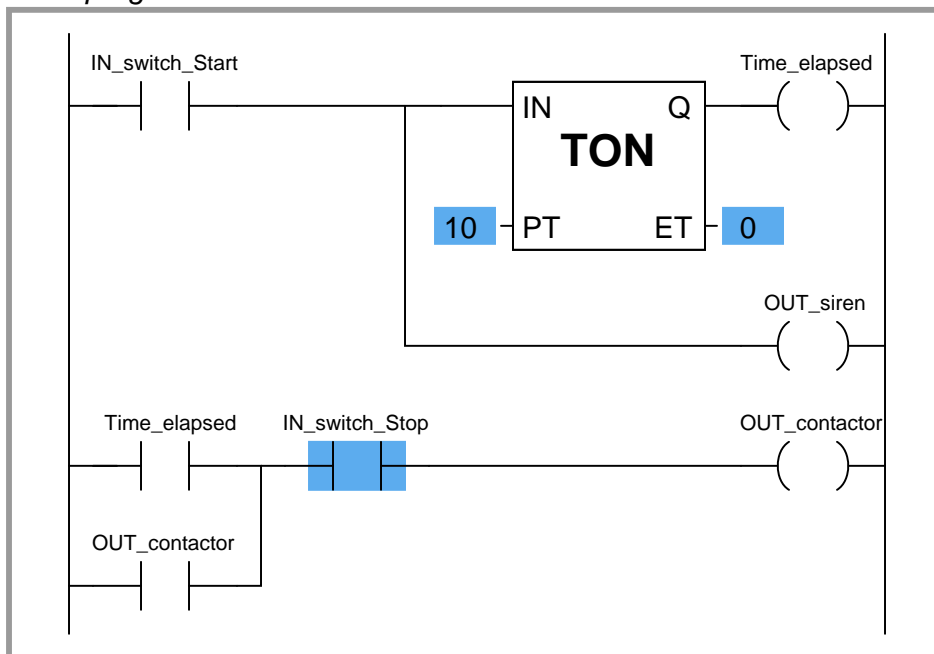 IN_switch_Start
Time_elapsed
IN Q
TON
10 PT ET 0
OUT_siren
Time_elapsed
IN_switch_Stop
OUT_contactor
OUT_contactor